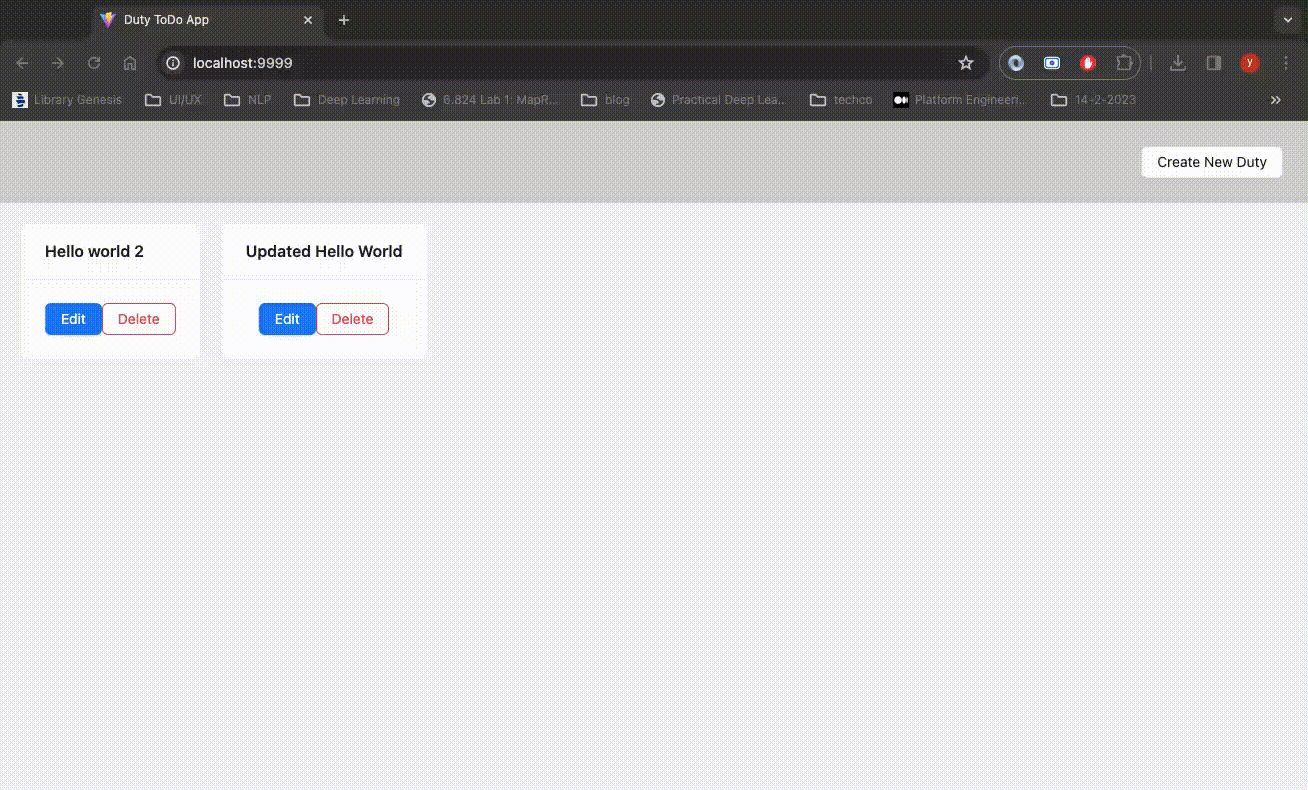 Duty ToDo App
localhost:9999
y
Library Genesis UI/UX NLP Deep Learning 6.824 Lab 1: MapR... blog Practical Deep Lea... techco Platform Engineeri... 14-2-2023
Create New Duty
Hello world 2 Updated Hello World
Edit Delete Edit Delete